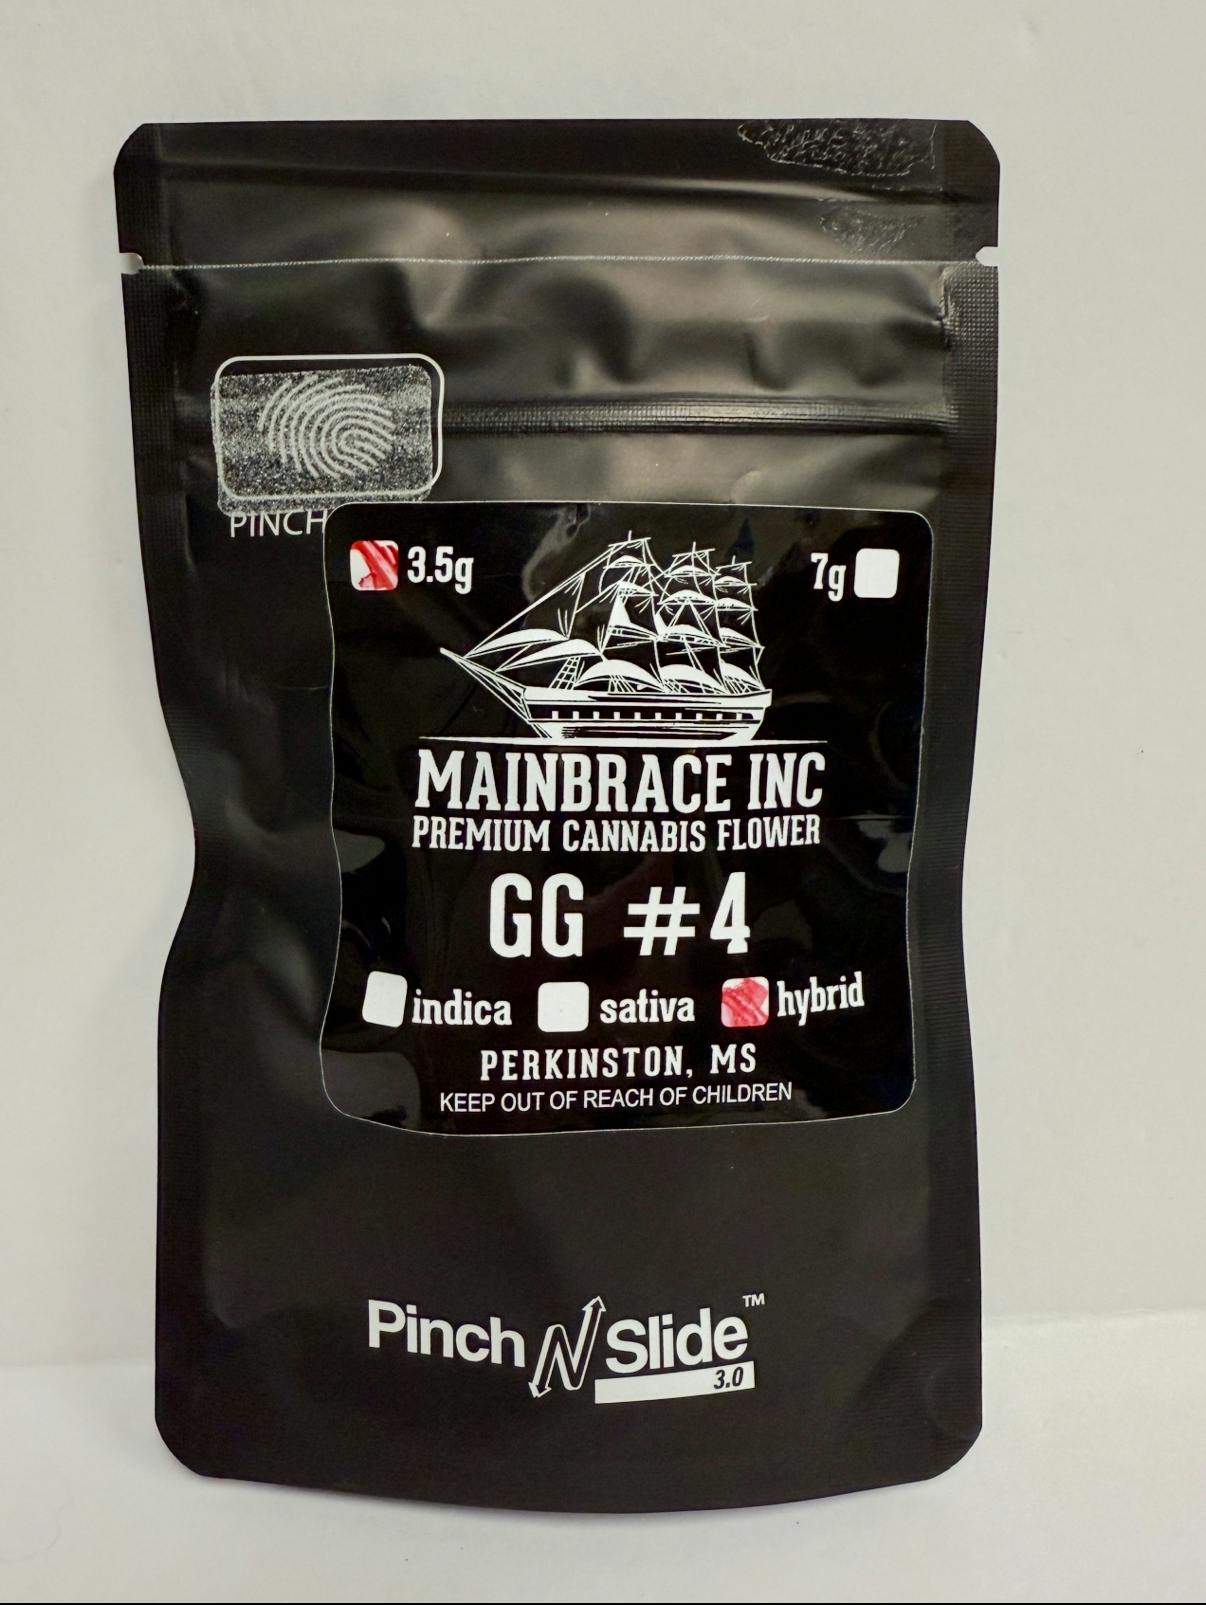 PINCH
3.5g
7g
MAINBRACE INC
PREMIUM CANNABIS FLOWER
GG #4
indica sativa hybrid
PERKINSTON, MS
KEEP OUT OF REACH OF CHILDREN
Pinch N Slide™
3.0